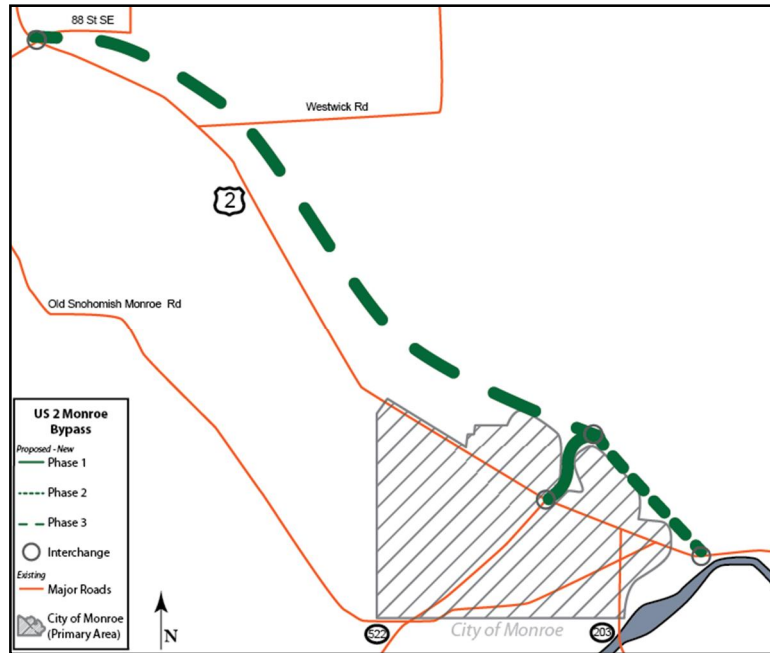 88 St SE
Westwick Rd
2
Old Snohomish Monroe Rd
US 2 Monroe
Bypass
Proposed - New
Phase 1
Phase 2
Phase 3
Interchange
Existing
Major Roads
City of Monroe
(Primary Area)
N
522
City of Monroe
203